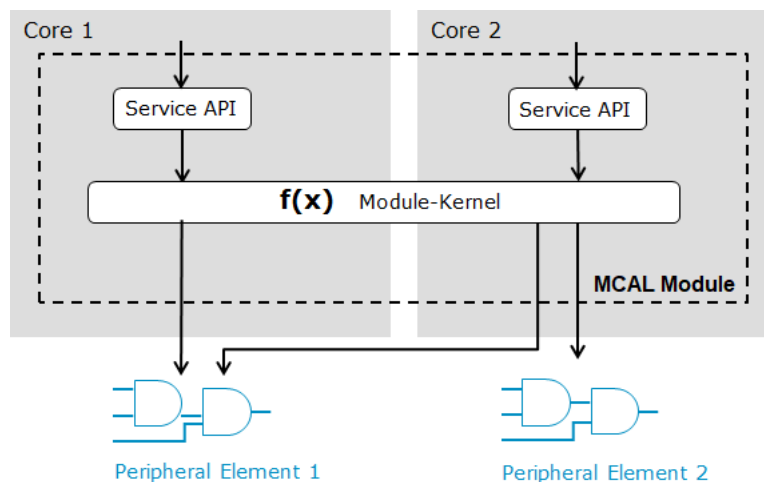 Core 1
Core 2
Service API
Service API
f(x) Module-Kernel
MCAL Module
Peripheral Element 1
Peripheral Element 2